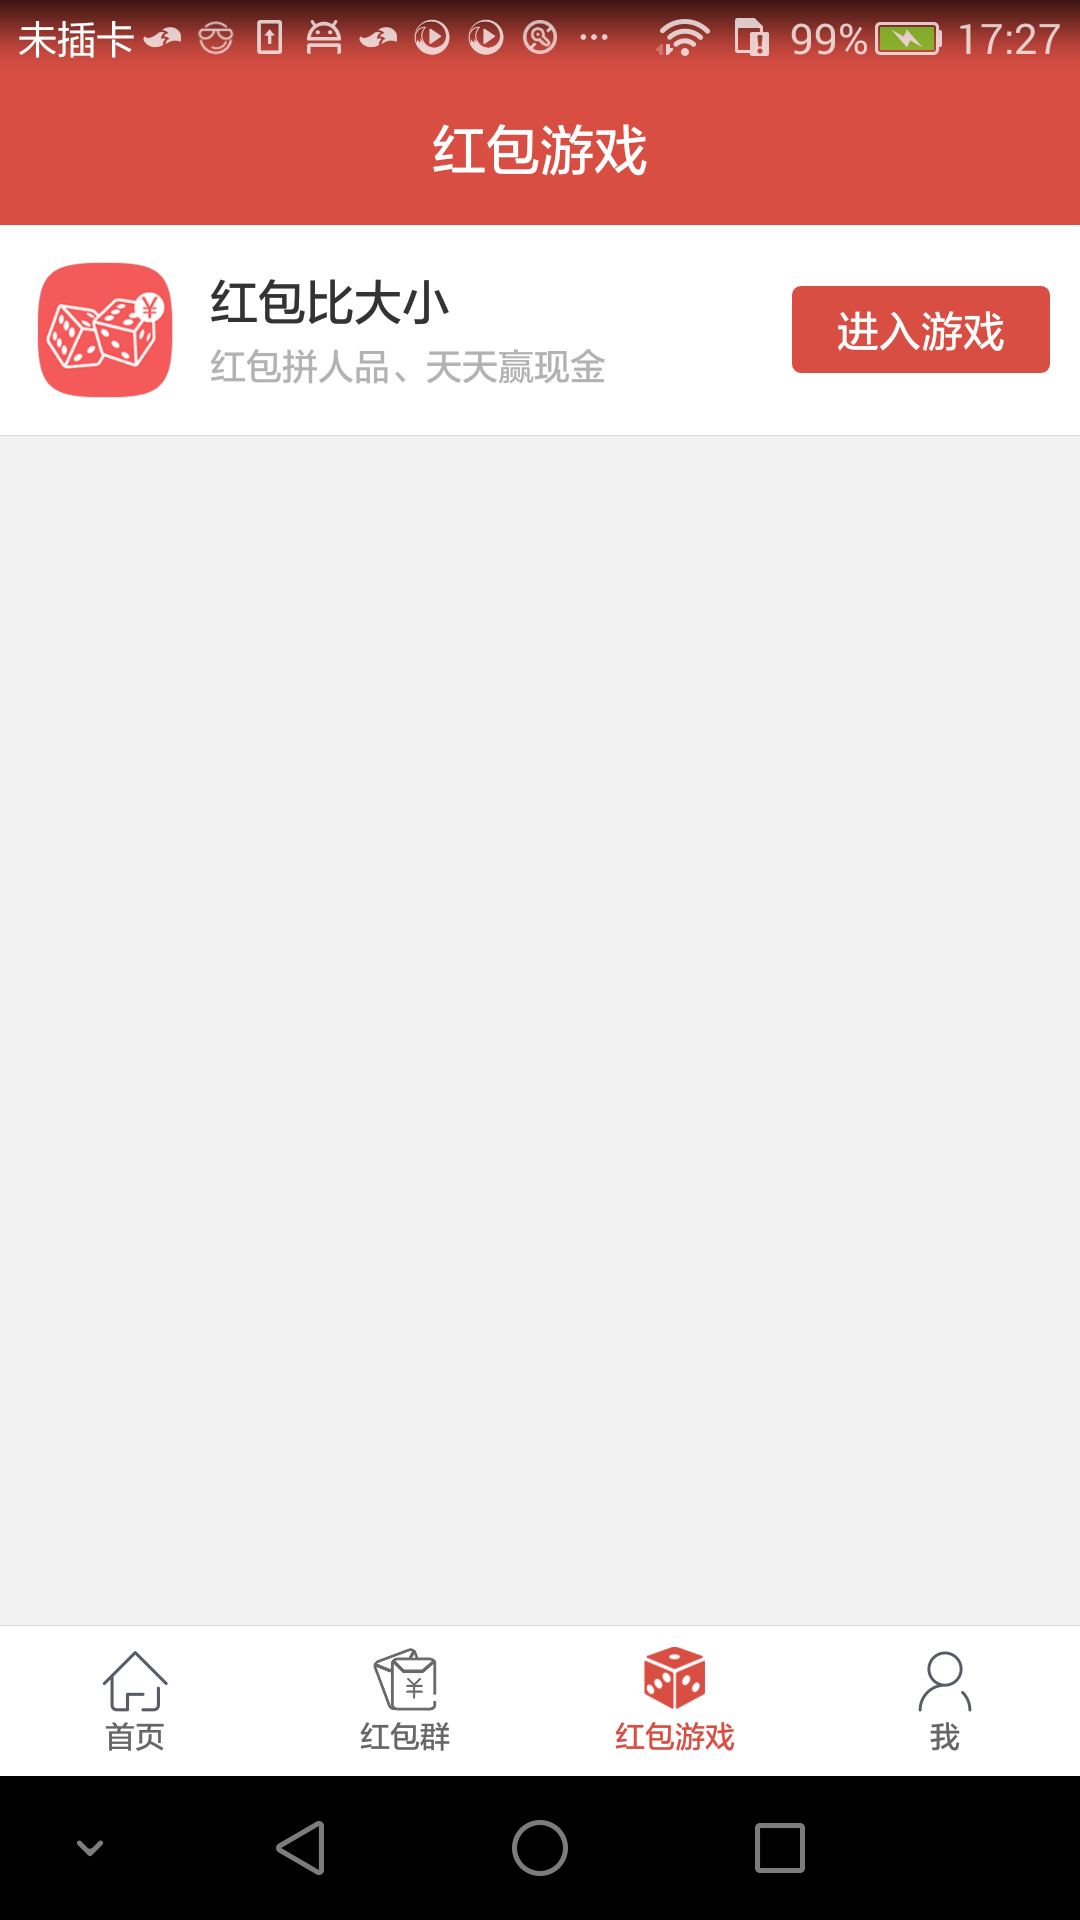 未插卡 99% 17:27
红包游戏
红包比大小
红包拼人品、天天赢现金
进入游戏
首页 红包群 红包游戏 我